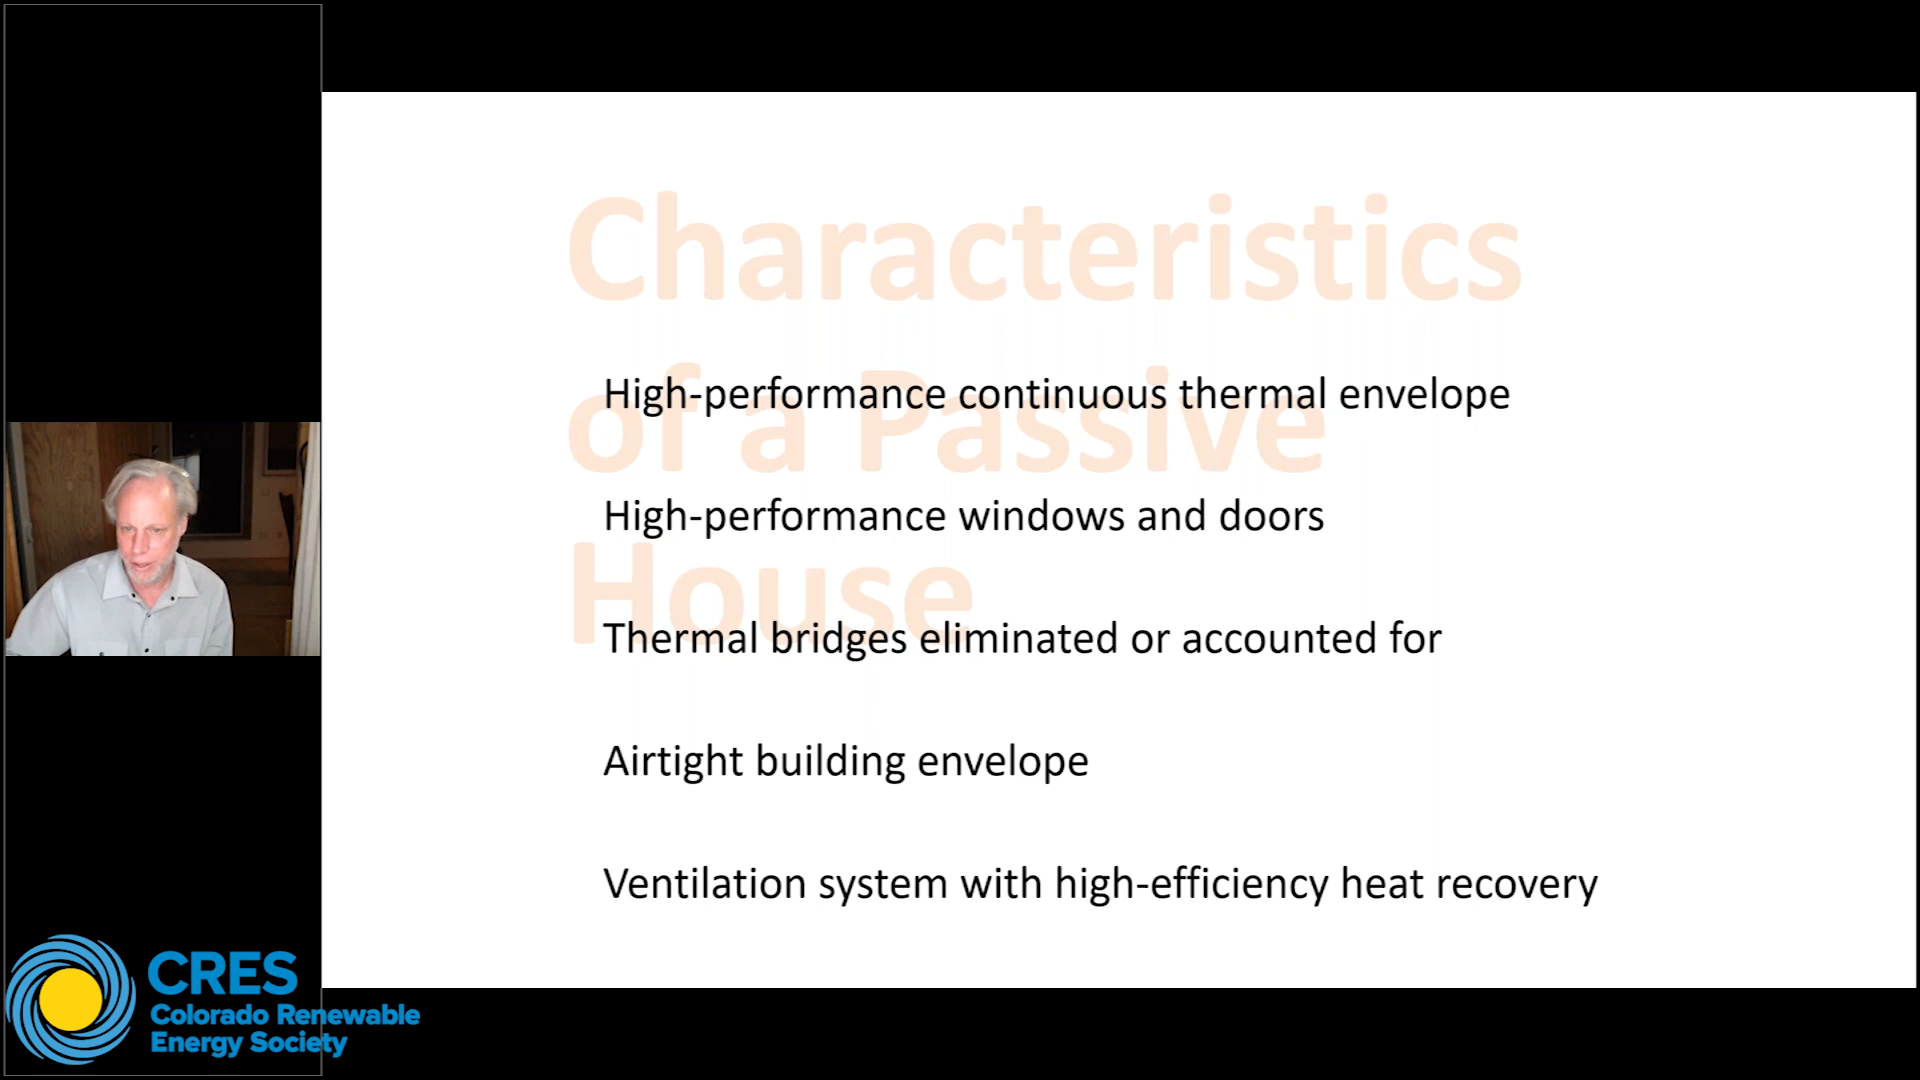 Characteristics
of a Passive
House
High-performance continuous thermal envelope
High-performance windows and doors
Thermal bridges eliminated or accounted for
Airtight building envelope
Ventilation system with high-efficiency heat recovery
CRES
Colorado Renewable
Energy Society